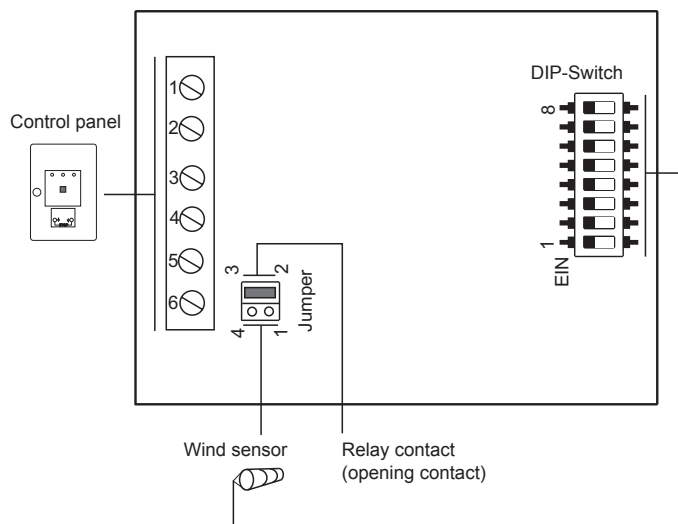 DIP-Switch
Control panel
1
2
3
4
5
6
8
1
EIN
3
2
4
1
Jumper
Wind sensor
Relay contact
(opening contact)